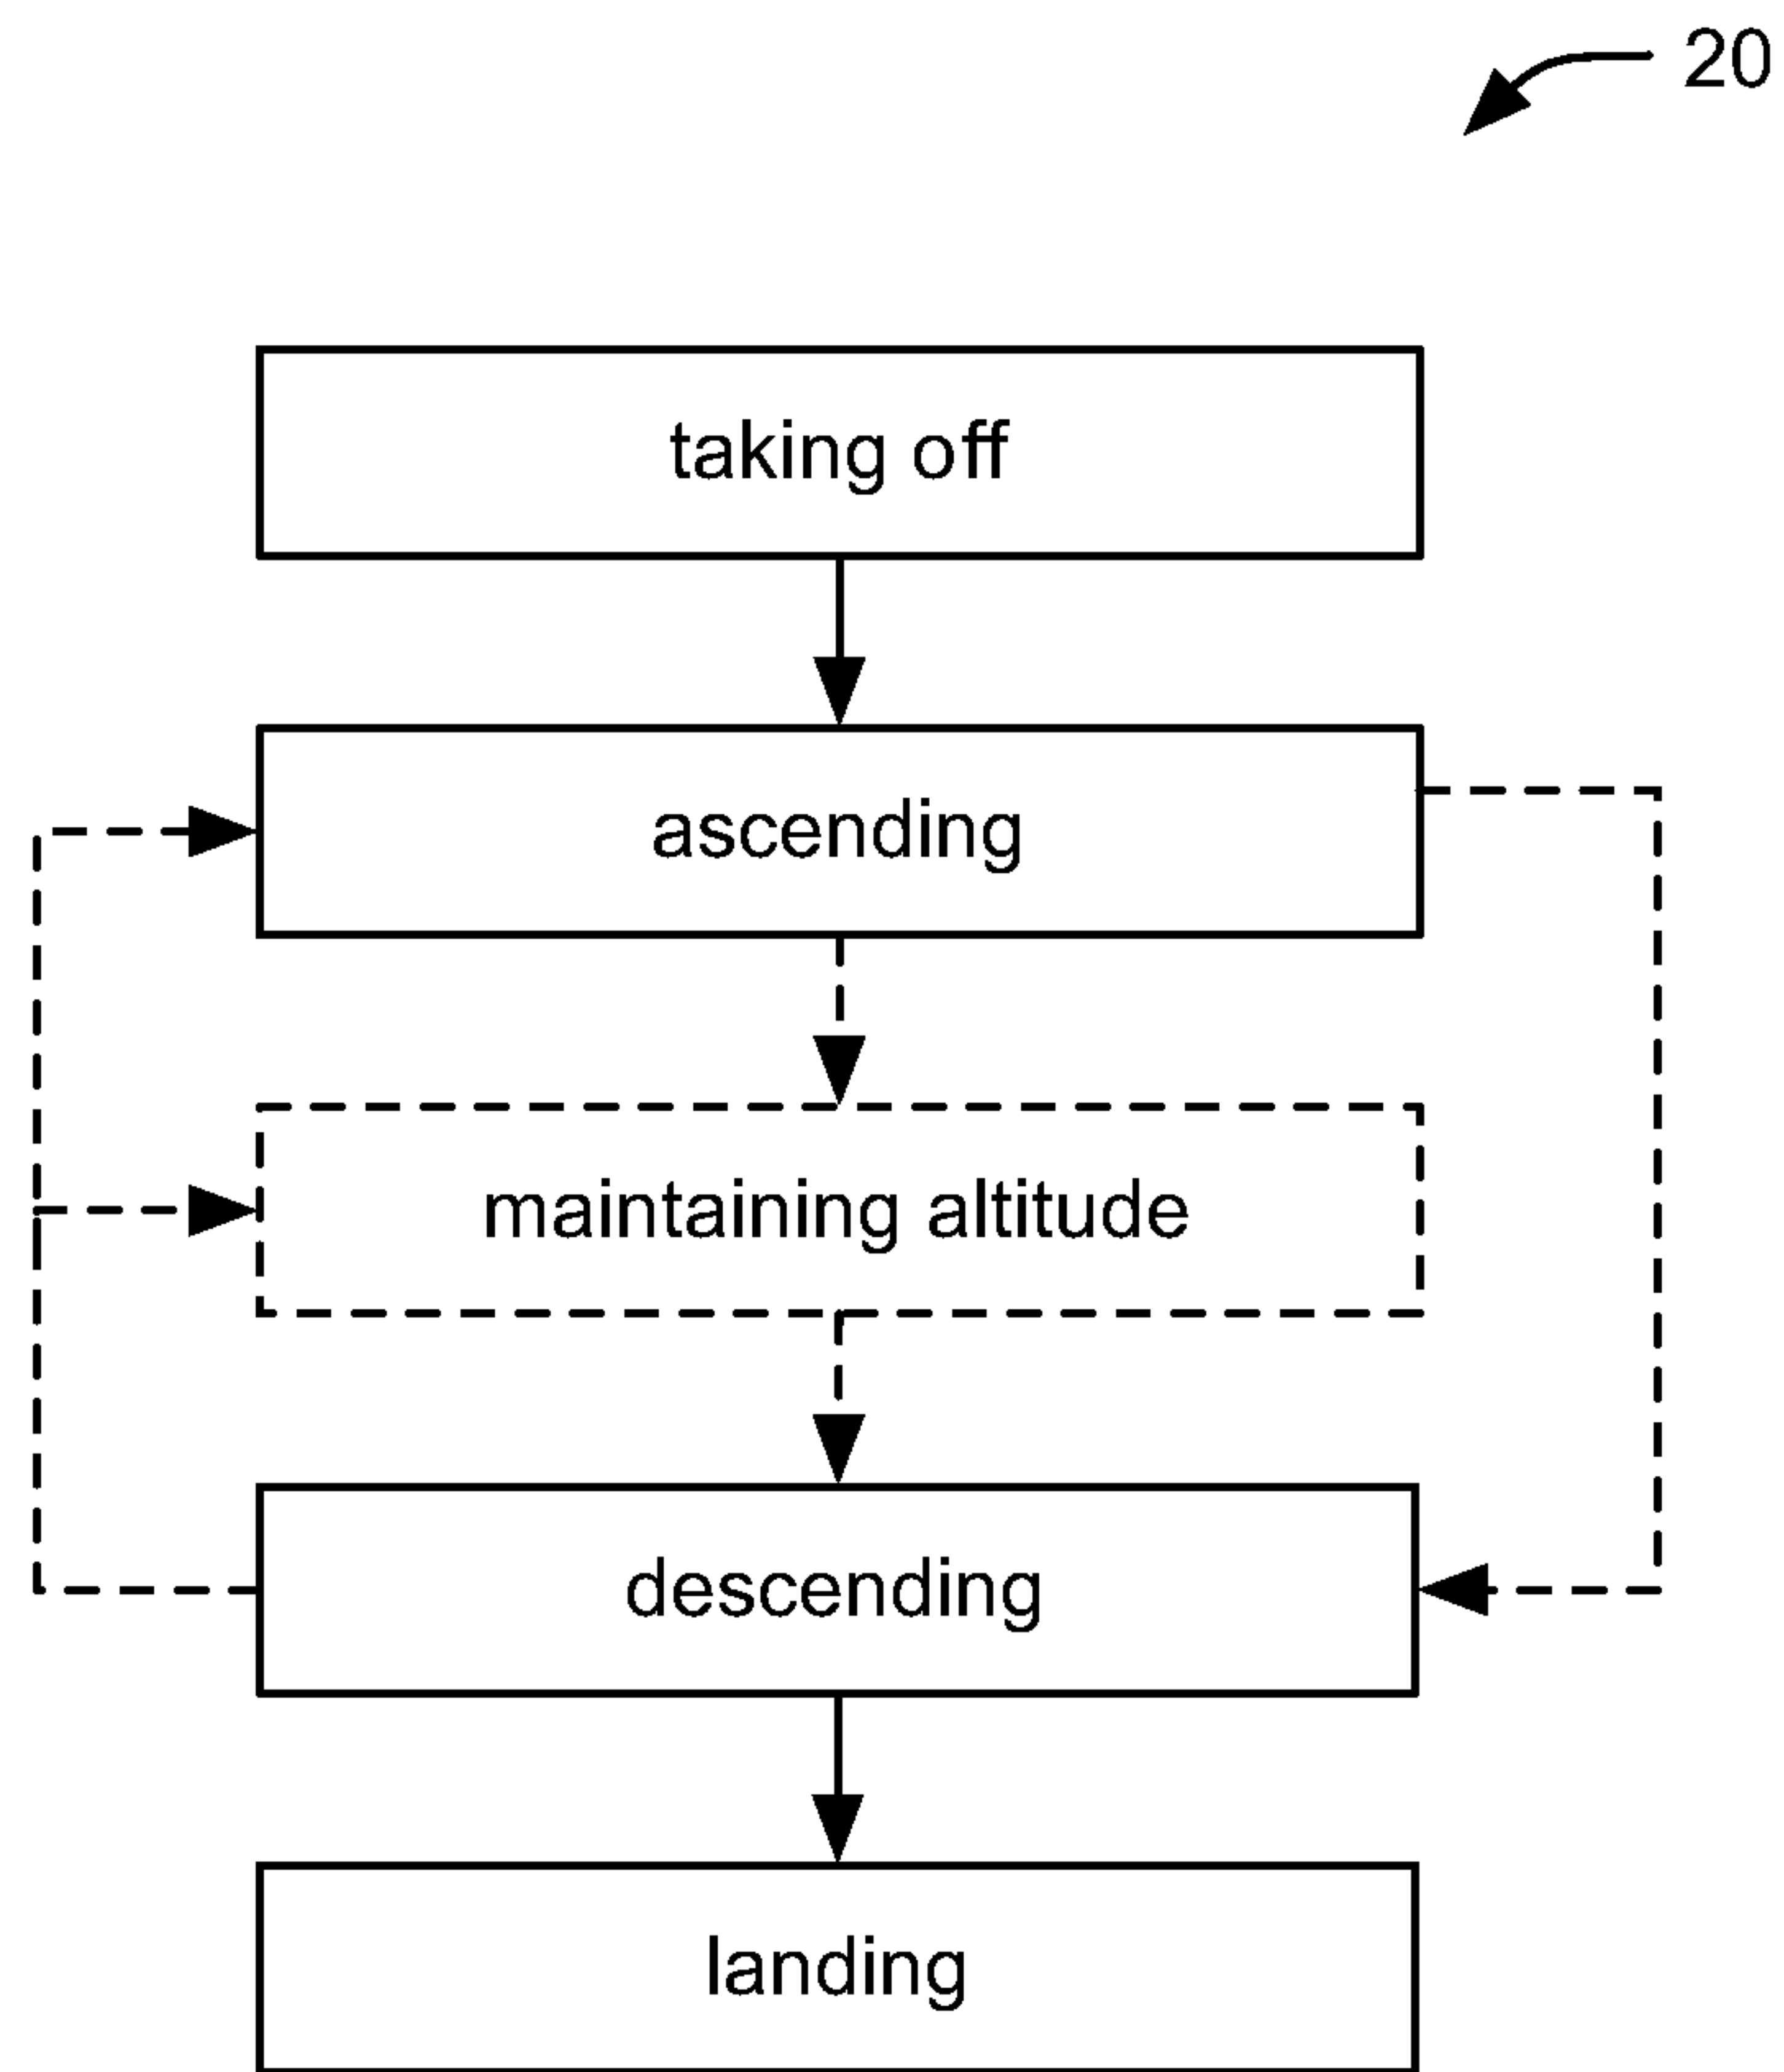 20
taking off
ascending
maintaining altitude
descending
landing